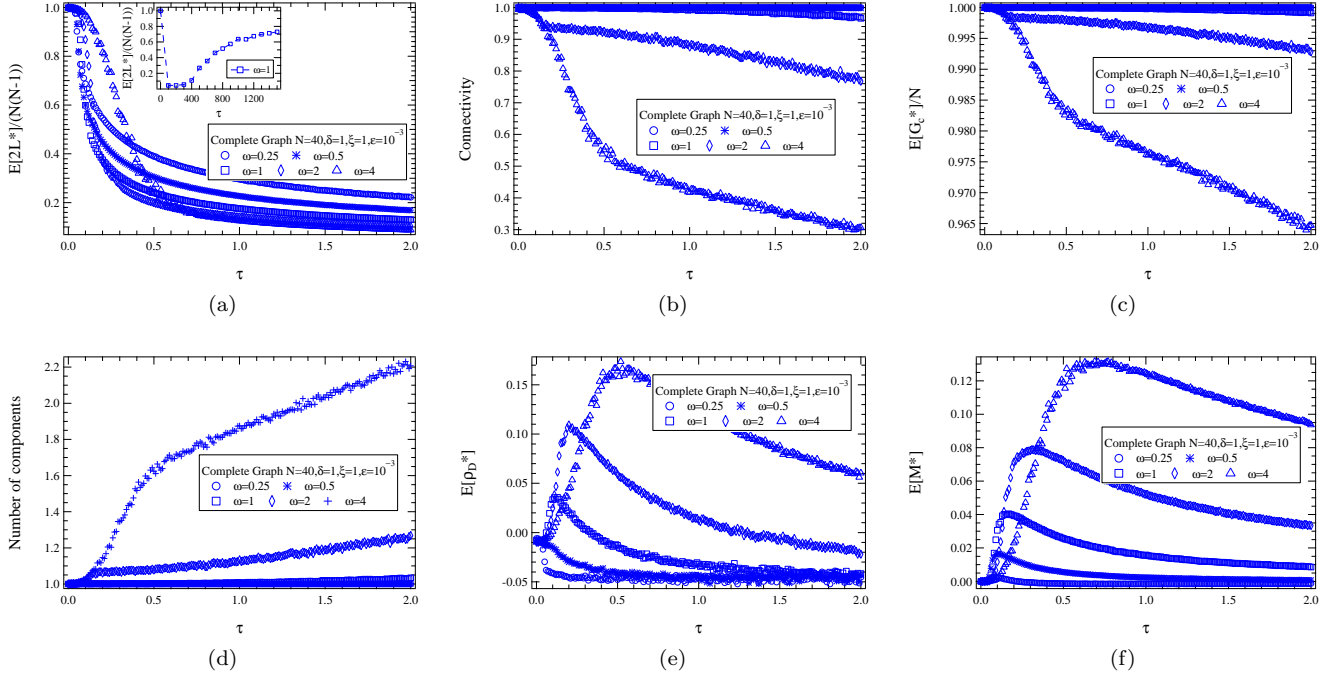 E[2L*]/(N(N-1))
1.0
0.8
0.6
0.4
0.2
0.0 0.5 1.0 1.5 2.0
τ
E[2L*]/(N(N-1))
1.0
0.8
0.6
0.4
0.2
0 400 800 1200
τ
ω=1
Complete Graph N=40,δ=1,ξ=1,ε=10⁻³
ω=0.25 ω=0.5
ω=1 ω=2 ω=4
(a)
Connectivity
1.0
0.9
0.8
0.7
0.6
0.5
0.4
0.3
0.0 0.5 1.0 1.5 2.0
τ
Complete Graph N=40,δ=1,ξ=1,ε=10⁻³
ω=0.25 ω=0.5
ω=1 ω=2 ω=4
(b)
E[G_c*]/N
1.000
0.995
0.990
0.985
0.980
0.975
0.970
0.965
0.0 0.5 1.0 1.5 2.0
τ
Complete Graph N=40,δ=1,ξ=1,ε=10⁻³
ω=0.25 ω=0.5
ω=1 ω=2 ω=4
(c)
Number of components
2.2
2.0
1.8
1.6
1.4
1.2
1.0
0.0 0.5 1.0 1.5 2.0
τ
Complete Graph N=40,δ=1,ξ=1,ε=10⁻³
ω=0.25 ω=0.5
ω=1 ω=2 ω=4
(d)
E[ρ_D*]
0.15
0.10
0.05
0.00
-0.05
0.0 0.5 1.0 1.5 2.0
τ
Complete Graph N=40,δ=1,ξ=1,ε=10⁻³
ω=0.25 ω=0.5
ω=1 ω=2 ω=4
(e)
E[M*]
0.12
0.10
0.08
0.06
0.04
0.02
0.00
0.0 0.5 1.0 1.5 2.0
τ
Complete Graph N=40,δ=1,ξ=1,ε=10⁻³
ω=0.25 ω=0.5
ω=1 ω=2 ω=4
(f)